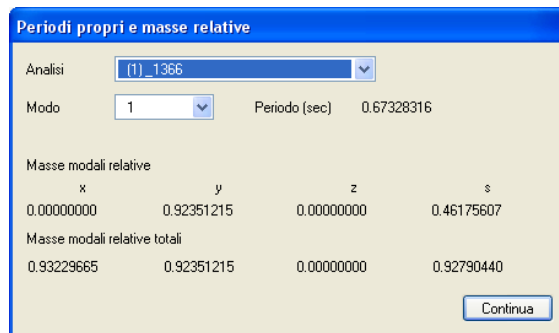 Periodi propri e masse relative
Analisi (1)_1366
Modo 1 Periodo (sec) 0.67328316
Masse modali relative
x y z s
0.00000000 0.92351215 0.00000000 0.46175607
Masse modali relative totali
0.93229665 0.92351215 0.00000000 0.92790440
Continua